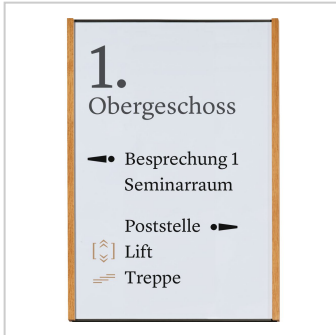 1.
Obergeschoss
Besprechung 1
Seminarraum
Poststelle
Lift
Treppe